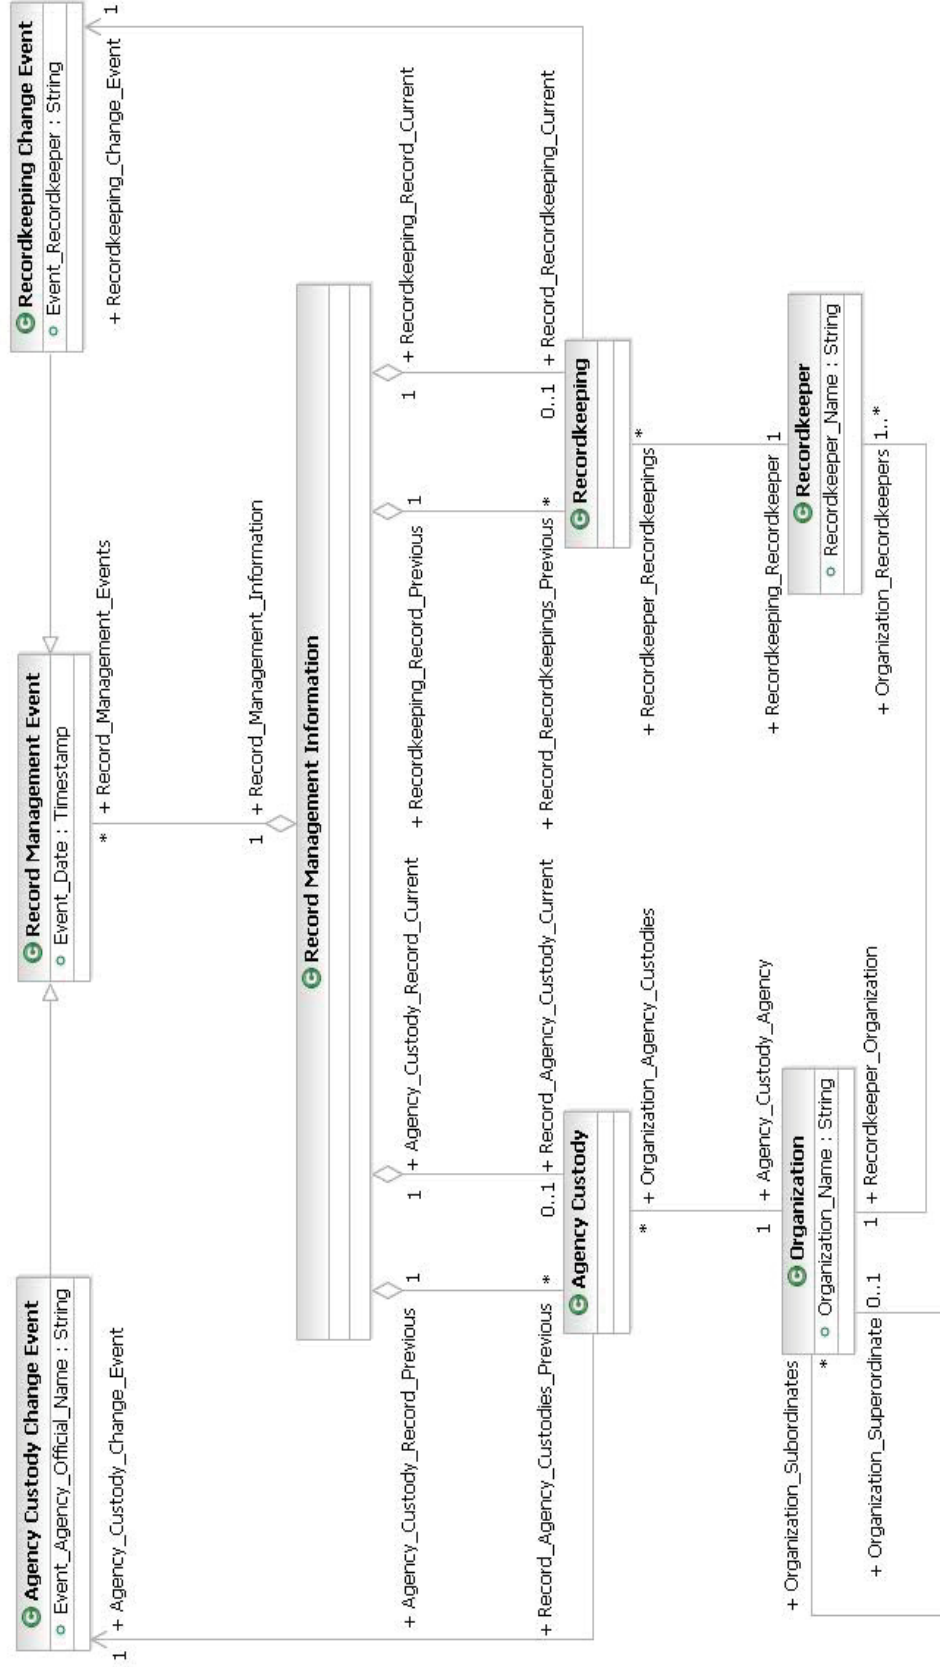 Agency Custody Change Event
Event_Agency_Official_Name : String
Record Management Event
Event_Date : Timestamp
Recordkeeping Change Event
Event_Recordkeeper : String
1
+ Agency_Custody_Change_Event
*
+ Record_Management_Events
+ Recordkeeping_Change_Event
1
1
+ Record_Management_Information
Record Management Information
+ Agency_Custody_Record_Previous
1
1
+ Agency_Custody_Record_Current
+ Recordkeeping_Record_Previous
1
1
+ Recordkeeping_Record_Current
+ Record_Agency_Custodies_Previous
*
0..1
+ Record_Agency_Custody_Current
+ Record_RecordKeepings_Previous
*
0..1
+ Record_Recordkeeping_Current
Agency Custody
Recordkeeping
*
+ Organization_Agency_Custodies
+ Recordkeeper_Recordkeepings
*
1
+ Agency_Custody_Agency
+ Recordkeeping_Recordkeeper
1
+ Organization_Subordinates
*
Organization
Organization_Name : String
Recordkeeper
Recordkeeper_Name : String
+ Organization_Superordinate
0..1
1
+ Recordkeeper_Organization
+ Organization_Recordkeepers
1..*